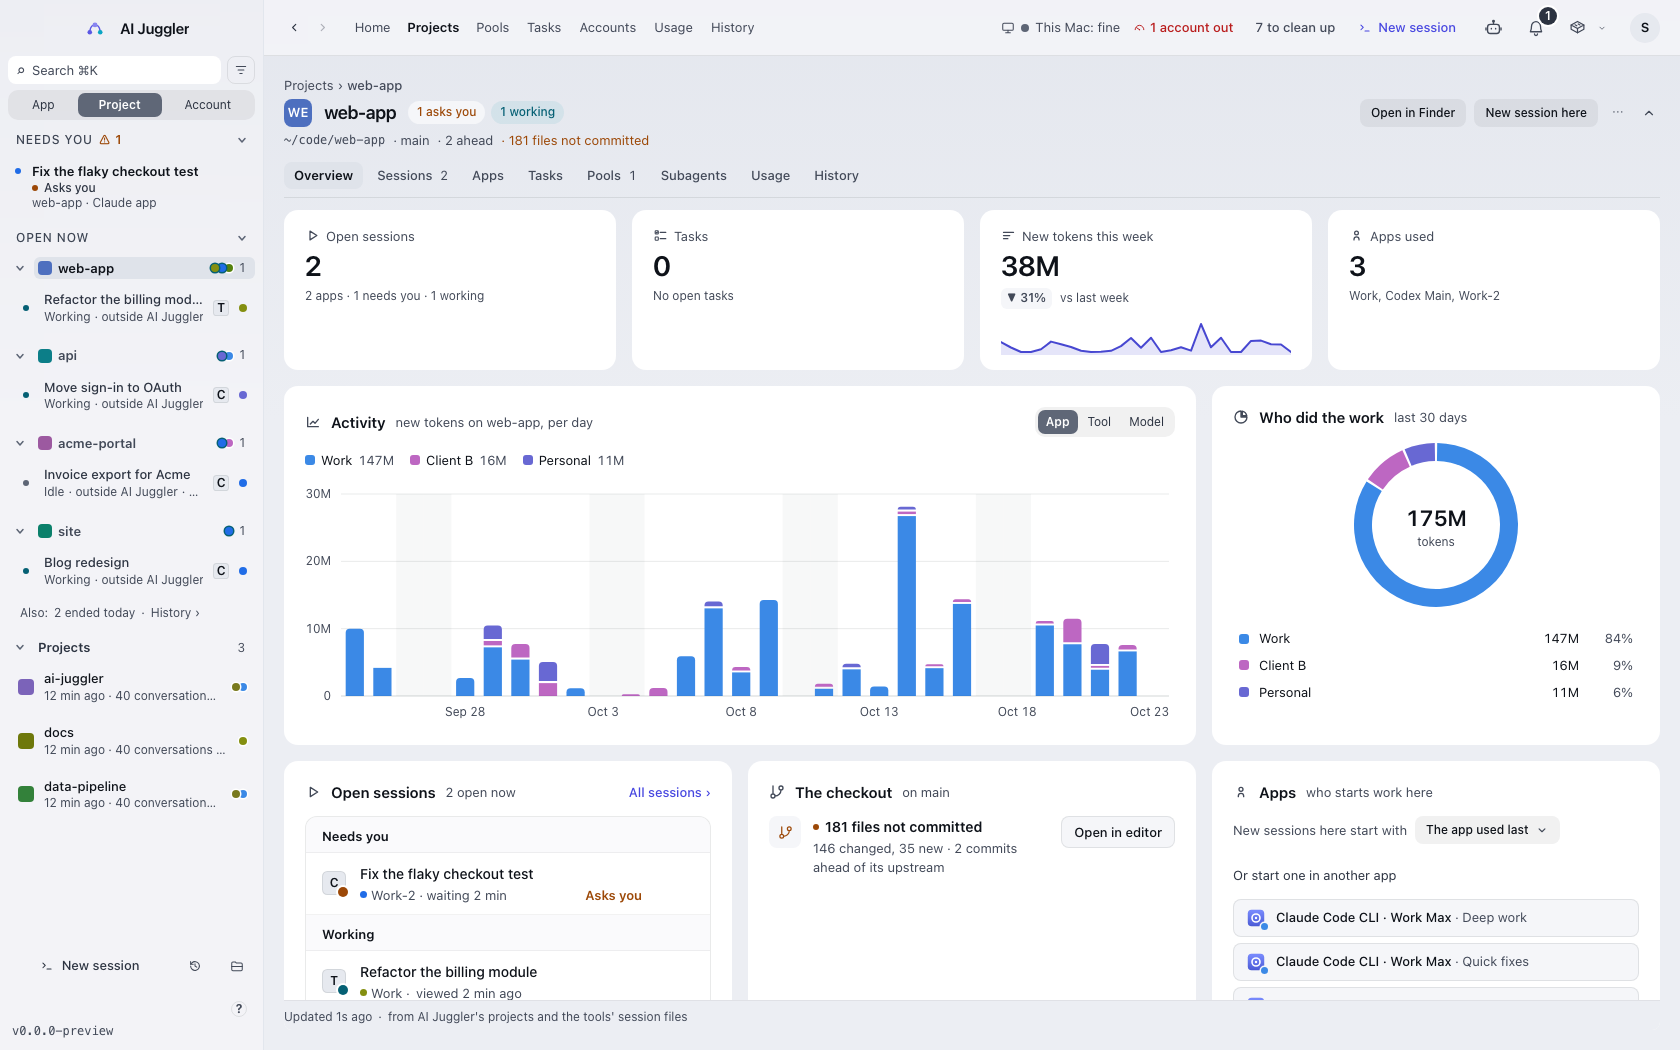 AI Juggler
Search ⌘K
App Project Account
NEEDS YOU 1
Fix the flaky checkout test
Asks you
web-app · Claude app
OPEN NOW
web-app 1
Refactor the billing mod... T
Working · outside AI Juggler
api 1
Move sign-in to OAuth C
Working · outside AI Juggler
acme-portal 1
Invoice export for Acme C
Idle · outside AI Juggler · ...
site 1
Blog redesign C
Working · outside AI Juggler
Also: 2 ended today · History ›
Projects 3
ai-juggler
12 min ago · 40 conversation...
docs
12 min ago · 40 conversations ...
data-pipeline
12 min ago · 40 conversation...
New session
?
v0.0.0-preview
Home Projects Pools Tasks Accounts Usage History
This Mac: fine 1 account out 7 to clean up New session 1 S
Projects › web-app
WE web-app 1 asks you 1 working
Open in Finder New session here ...
~/code/web-app · main · 2 ahead · 181 files not committed
Overview Sessions 2 Apps Tasks Pools 1 Subagents Usage History
Open sessions
2
2 apps · 1 needs you · 1 working
Tasks
0
No open tasks
New tokens this week
38M
▼ 31% vs last week
Apps used
3
Work, Codex Main, Work-2
Activity new tokens on web-app, per day
App Tool Model
Work 147M Client B 16M Personal 11M
30M
20M
10M
0
Sep 28 Oct 3 Oct 8 Oct 13 Oct 18 Oct 23
Who did the work last 30 days
175M
tokens
Work 147M 84%
Client B 16M 9%
Personal 11M 6%
Open sessions 2 open now All sessions ›
Needs you
C Fix the flaky checkout test
Work-2 · waiting 2 min Asks you
Working
T Refactor the billing module
Work · viewed 2 min ago
The checkout on main
181 files not committed
146 changed, 35 new · 2 commits
ahead of its upstream
Open in editor
Apps who starts work here
New sessions here start with The app used last
Or start one in another app
Claude Code CLI · Work Max · Deep work
Claude Code CLI · Work Max · Quick fixes
Updated 1s ago · from AI Juggler's projects and the tools' session files